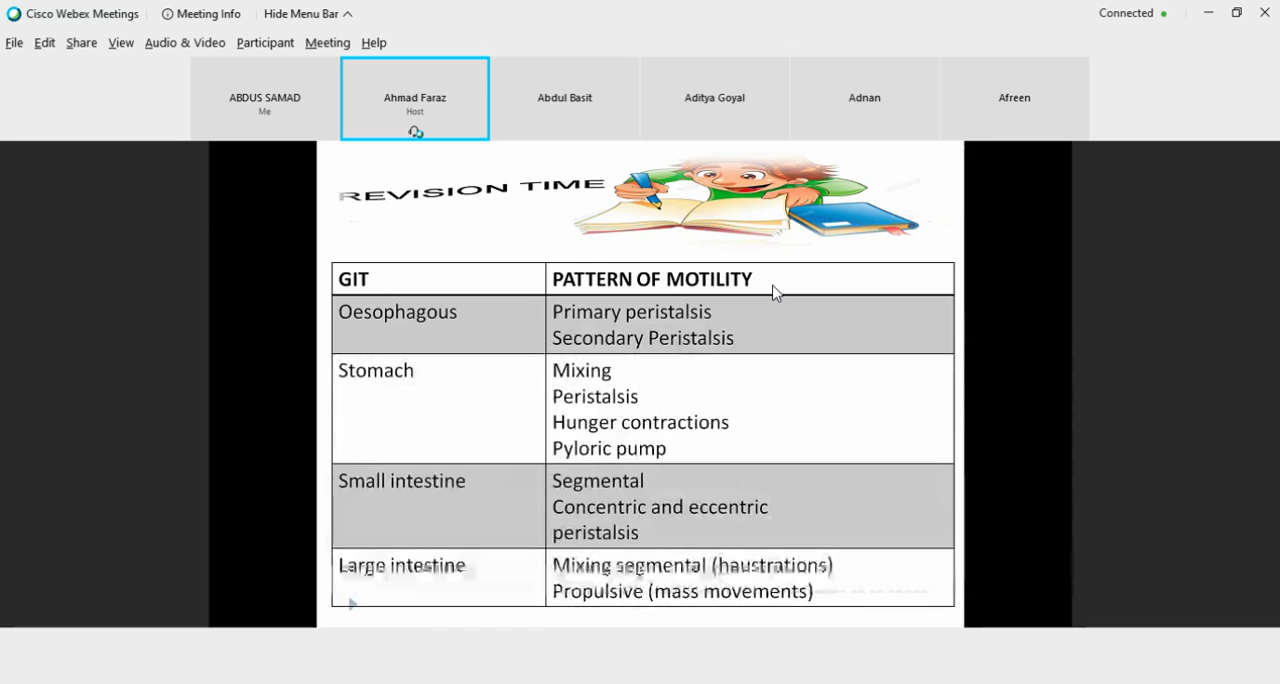 Cisco Webex Meetings Meeting Info Hide Menu Bar Connected
File Edit Share View Audio & Video Participant Meeting Help
ABDUS SAMAD
Me
Ahmad Faraz
Host
Abdul Basit
Aditya Goyal
Adnan
Afreen
REVISION TIME
GIT PATTERN OF MOTILITY
Oesophagous Primary peristalsis
Secondary Peristalsis
Stomach Mixing
Peristalsis
Hunger contractions
Pyloric pump
Small intestine Segmental
Concentric and eccentric
peristalsis
Large intestine Mixing segmental (haustrations)
Propulsive (mass movements)